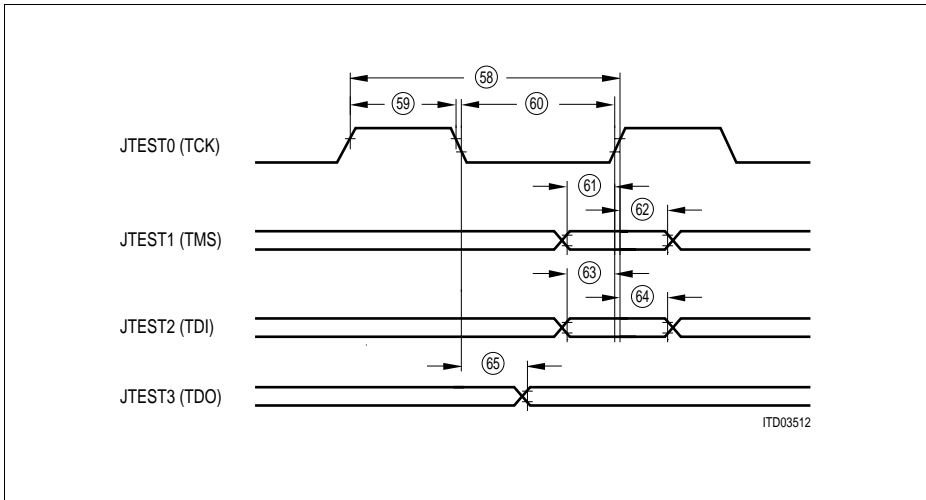 58
59
60
JTEST0 (TCK)
61
62
JTEST1 (TMS)
63
64
JTEST2 (TDI)
65
JTEST3 (TDO)
ITD03512